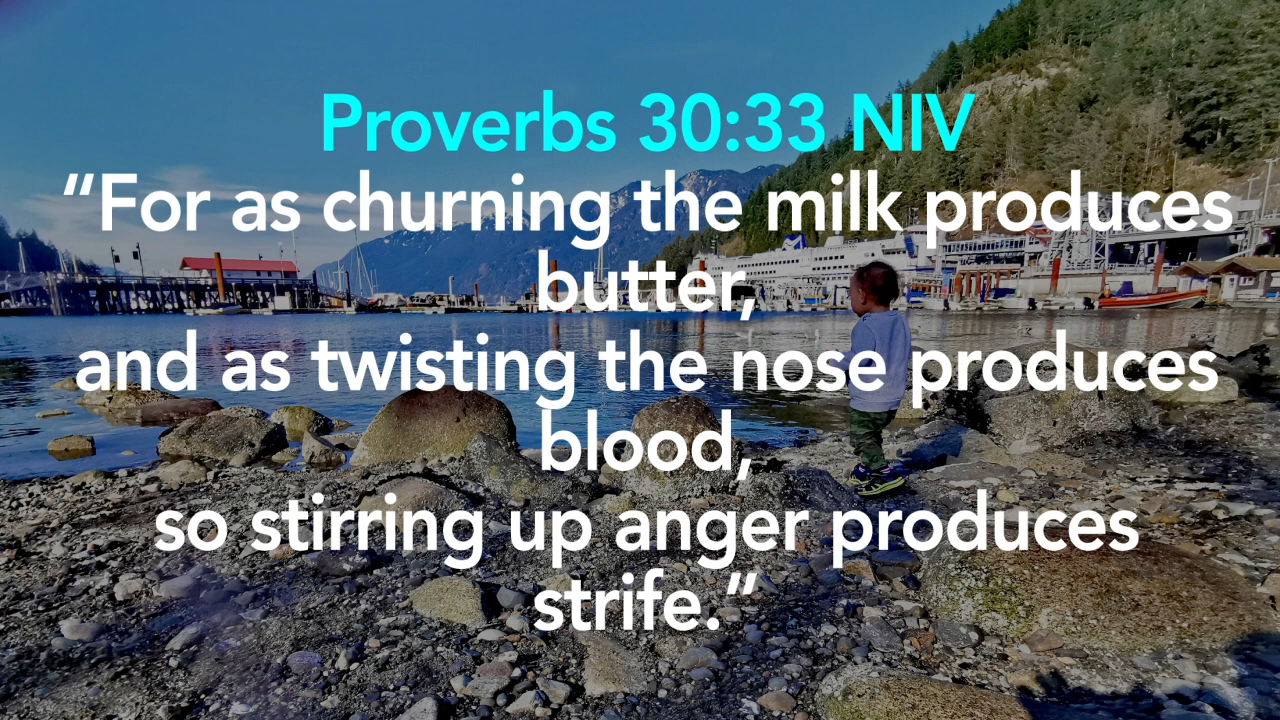 Proverbs 30:33 NIV
“For as churning the milk produces
butter,
and as twisting the nose produces
blood,
so stirring up anger produces
strife.”